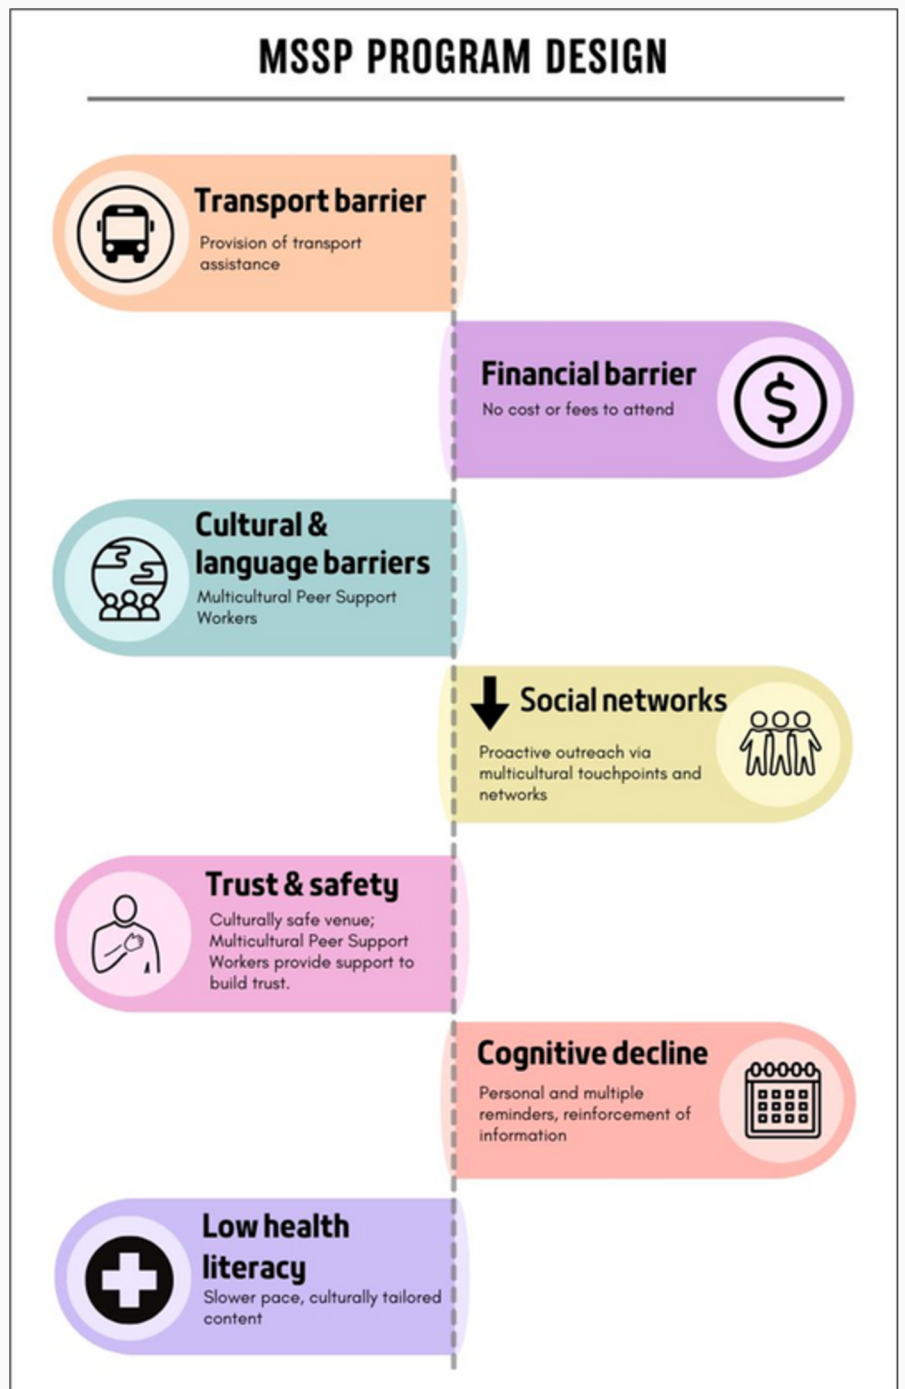 MSSP PROGRAM DESIGN
Transport barrier
Provision of transport
assistance
Financial barrier
No cost or fees to attend
$
Cultural &
language barriers
Multicultural Peer Support
Workers
Social networks
Proactive outreach via
multicultural touchpoints and
networks
Trust & safety
Culturally safe venue;
Multicultural Peer Support
Workers provide support to
build trust.
Cognitive decline
Personal and multiple
reminders, reinforcement of
information
Low health
literacy
Slower pace, culturally tailored
content